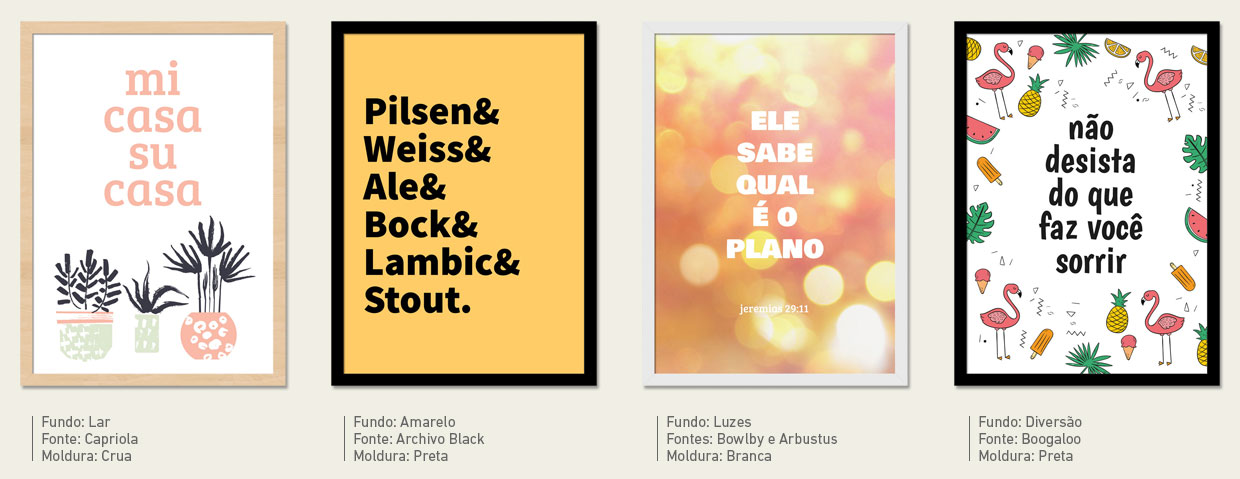 mi
casa
su
casa
Pilsen&
Weiss&
Ale&
Bock&
Lambic&
Stout.
ELE
SABE
QUAL
É O
PLANO
jeremias 29:11
não
desista
do que
faz você
sorrir
Fundo: Lar
Fonte: Capriola
Moldura: Crua
Fundo: Amarelo
Fonte: Archivo Black
Moldura: Preta
Fundo: Luzes
Fontes: Bowlby e Arbustus
Moldura: Branca
Fundo: Diversão
Fonte: Boogaloo
Moldura: Preta